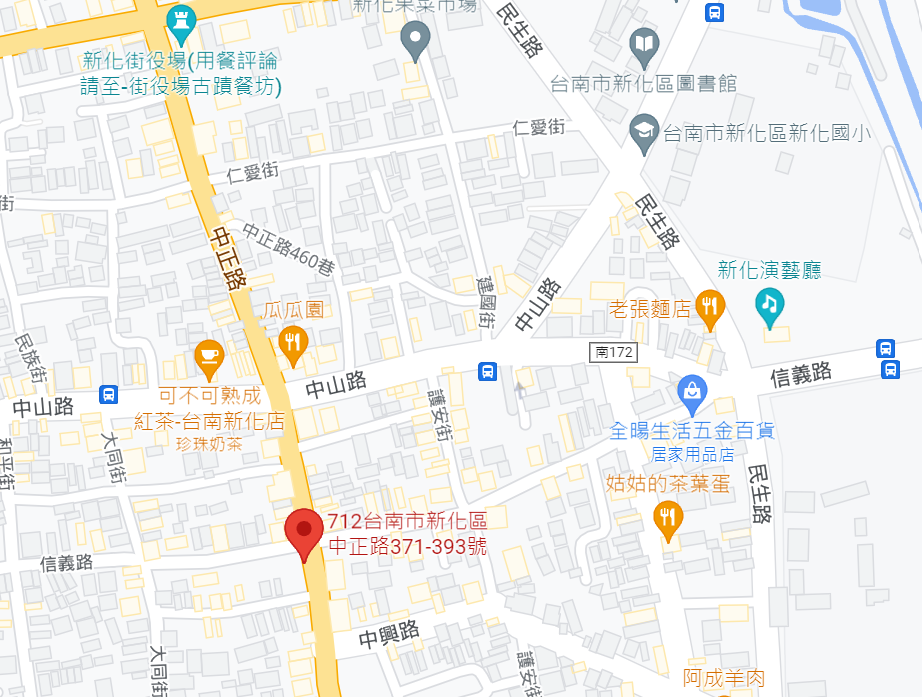 新化果菜市場
民生路
新化街役場(用餐評論
請至-街役場古蹟餐坊)
台南市新化區圖書館
仁愛街
台南市新化區新化國小
仁愛街
街
民生路
中正路460巷
中正路
新化演藝廳
建國街
中山路
瓜瓜園
老張麵店
民族街
南172
信義路
中山路
可不可熟成
紅茶-台南新化店
珍珠奶茶
中山路
護安街
全暘生活五金百貨
居家用品店
大同街
和平街
民生路
姑姑的茶葉蛋
712台南市新化區
中正路371-393號
信義路
中興路
大同街
護安街
阿成羊肉